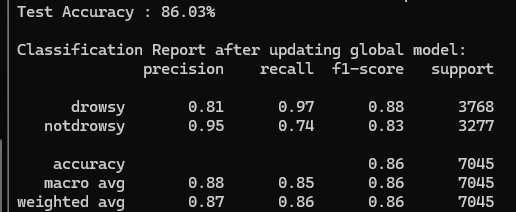 Test Accuracy : 86.03%
Classification Report after updating global model:
precision recall f1-score support
drowsy 0.81 0.97 0.88 3768
notdrowsy 0.95 0.74 0.83 3277
accuracy 0.86 7045
macro avg 0.88 0.85 0.86 7045
weighted avg 0.87 0.86 0.86 7045